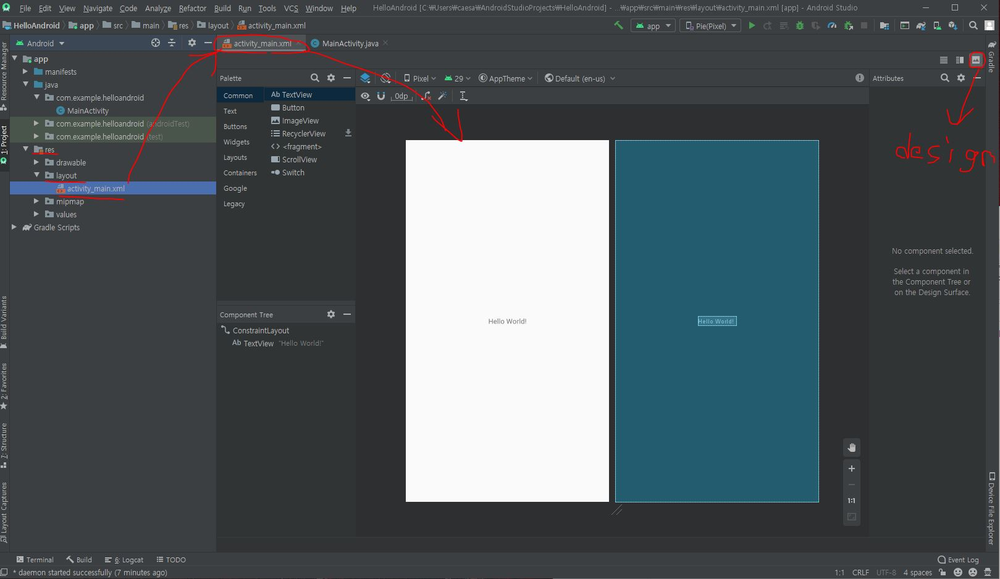 File Edit View Navigate Code Analyze Refactor Build Run Tools VCS Window Help HelloAndroid [C:₩Users₩caesa₩AndroidStudioProjects₩HelloAndroid] - ...₩app₩src₩main₩res₩layout₩activity_main.xml [app] - Android Studio
HelloAndroid app src main res layout activity_main.xml app Pie(Pixel)
Android activity_main.xml MainActivity.java
Resource Manager
1: Project
Build Variants
2: Favorites
7: Structure
Layout Captures
app
manifests
java
com.example.helloandroid
MainActivity
com.example.helloandroid (androidTest)
com.example.helloandroid (test)
res
drawable
layout
activity_main.xml
mipmap
values
Gradle Scripts
Palette
Common
Text
Buttons
Widgets
Layouts
Containers
Google
Legacy
Ab TextView
Button
ImageView
RecyclerView
<> <fragment>
ScrollView
Switch
Component Tree
ConstraintLayout
Ab TextView "Hello World!"
Pixel 29 AppTheme Default (en-us)
0dp
Hello World!
Hello World!
1:1
Attributes
design
No component selected.
Select a component in
the Component Tree or
on the Design Surface.
Gradle
Device File Explorer
Terminal Build 6: Logcat TODO Event Log
* daemon started successfully (7 minutes ago) 1:1 CRLF UTF-8 4 spaces